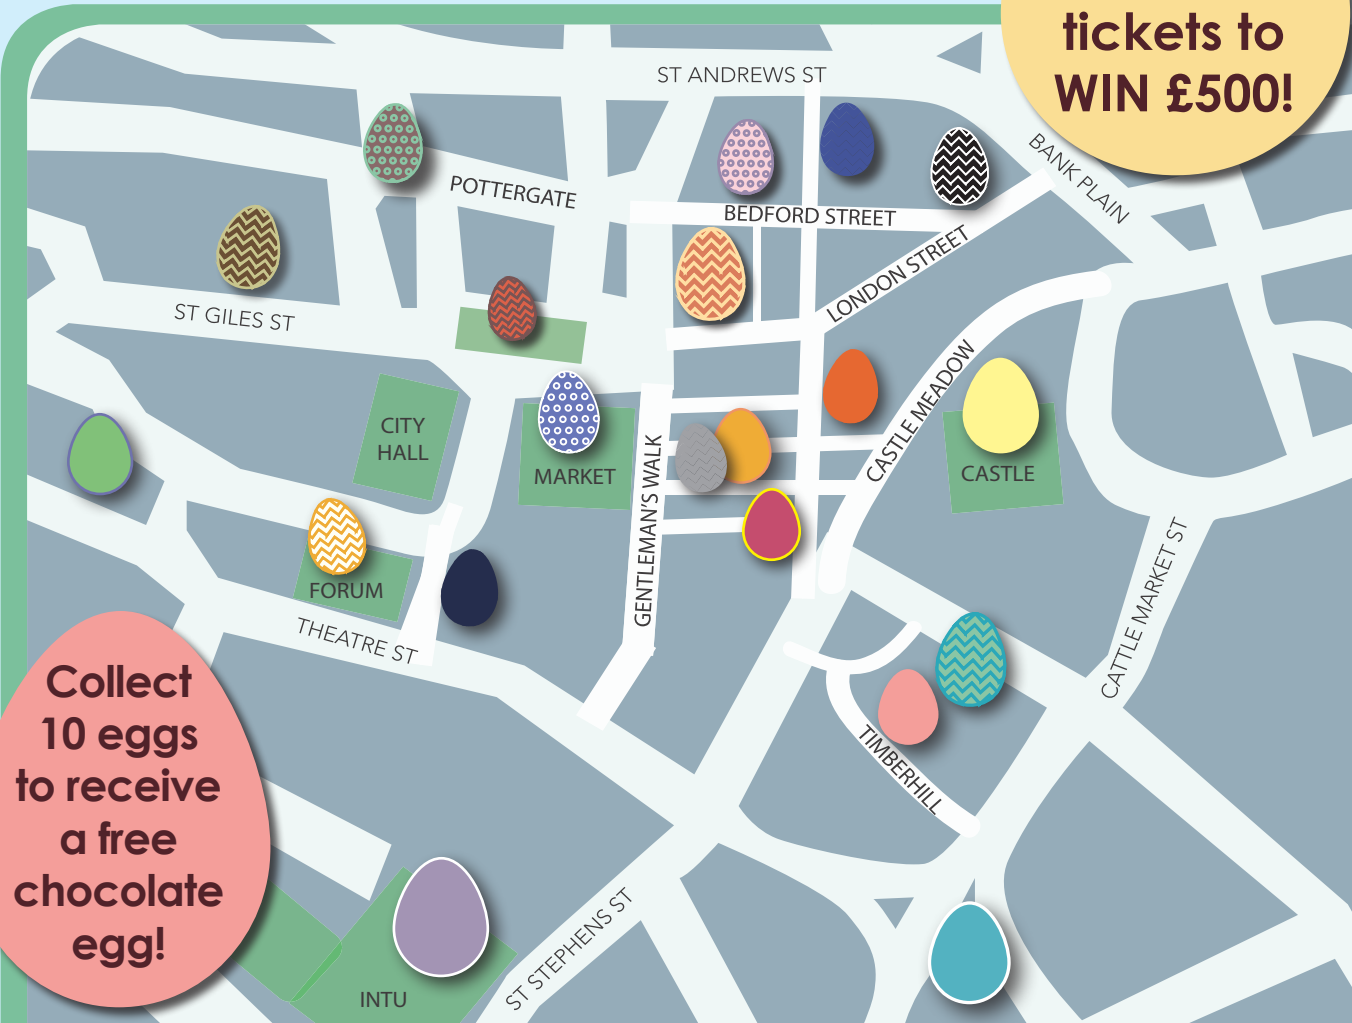 tickets to
WIN £500!
ST ANDREWS ST
BANK PLAIN
POTTERGATE
BEDFORD STREET
LONDON STREET
ST GILES ST
CASTLE MEADOW
CITY
HALL
MARKET
GENTLEMAN'S WALK
CASTLE
FORUM
THEATRE ST
CATTLE MARKET ST
TIMBERHILL
Collect
10 eggs
to receive
a free
chocolate
egg!
ST STEPHENS ST
INTU